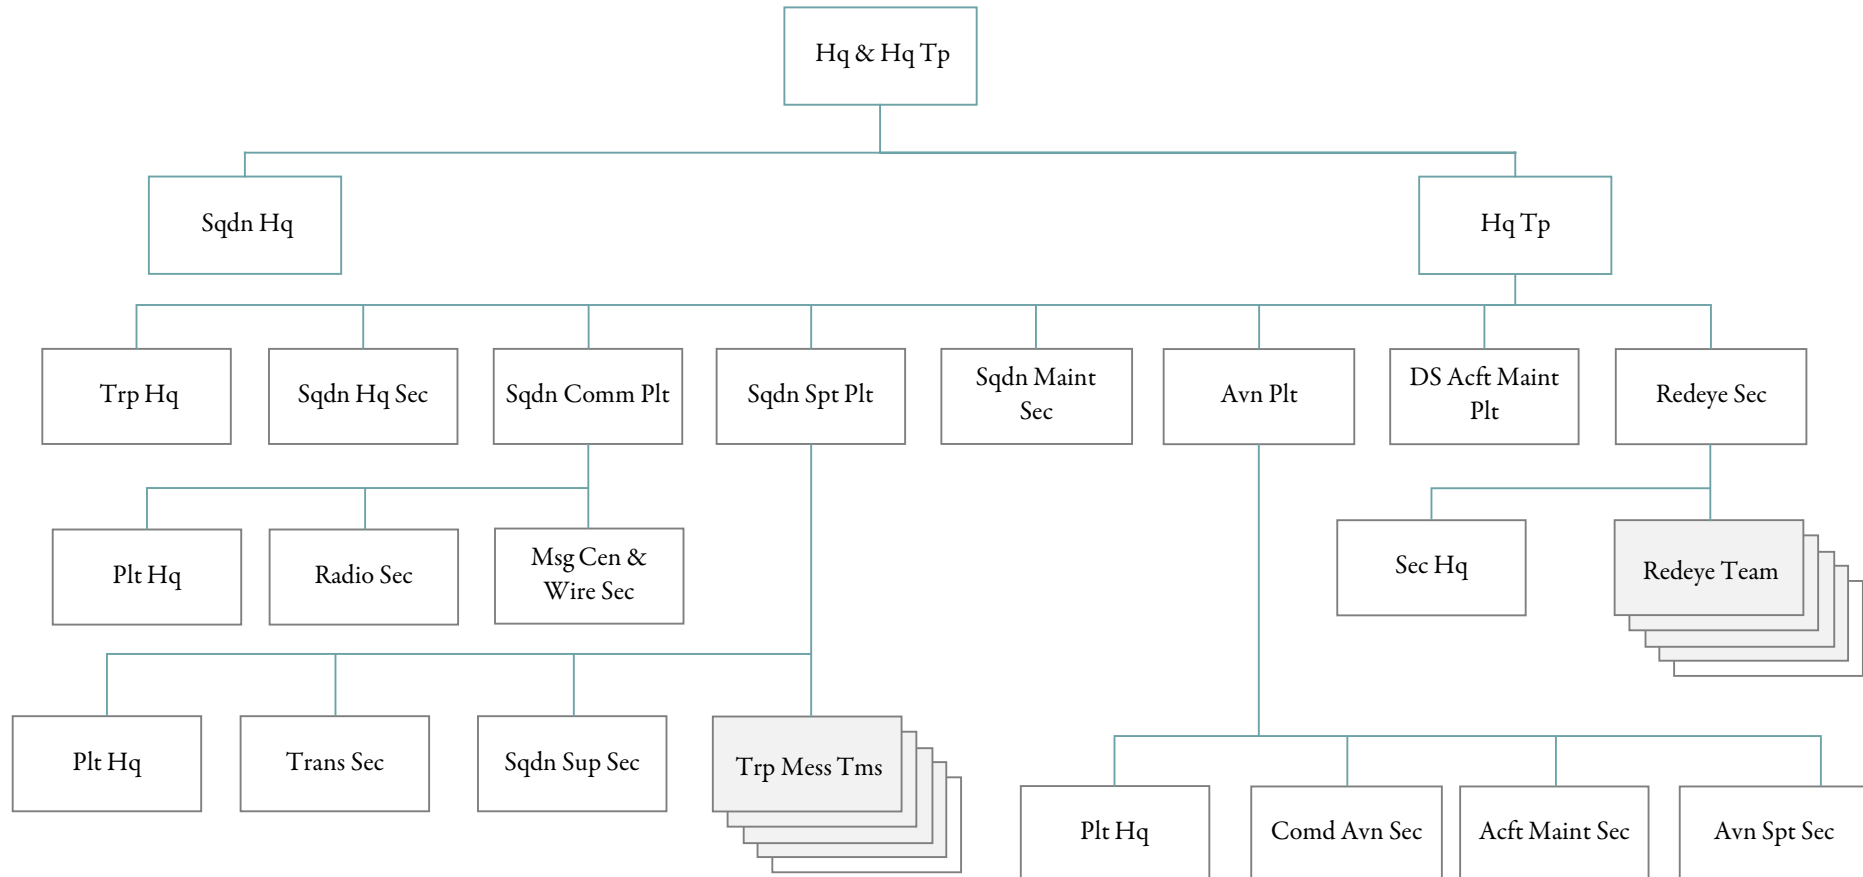 Hq & Hq Tp
Sqdn Hq
Hq Tp
Trp Hq
Sqdn Hq Sec
Sqdn Comm Plt
Sqdn Spt Plt
Sqdn Maint
Sec
Avn Plt
DS Acft Maint
Plt
Redeye Sec
Plt Hq
Radio Sec
Msg Cen &
Wire Sec
Sec Hq
Redeye Team
Plt Hq
Trans Sec
Sqdn Sup Sec
Trp Mess Tms
Plt Hq
Comd Avn Sec
Acft Maint Sec
Avn Spt Sec